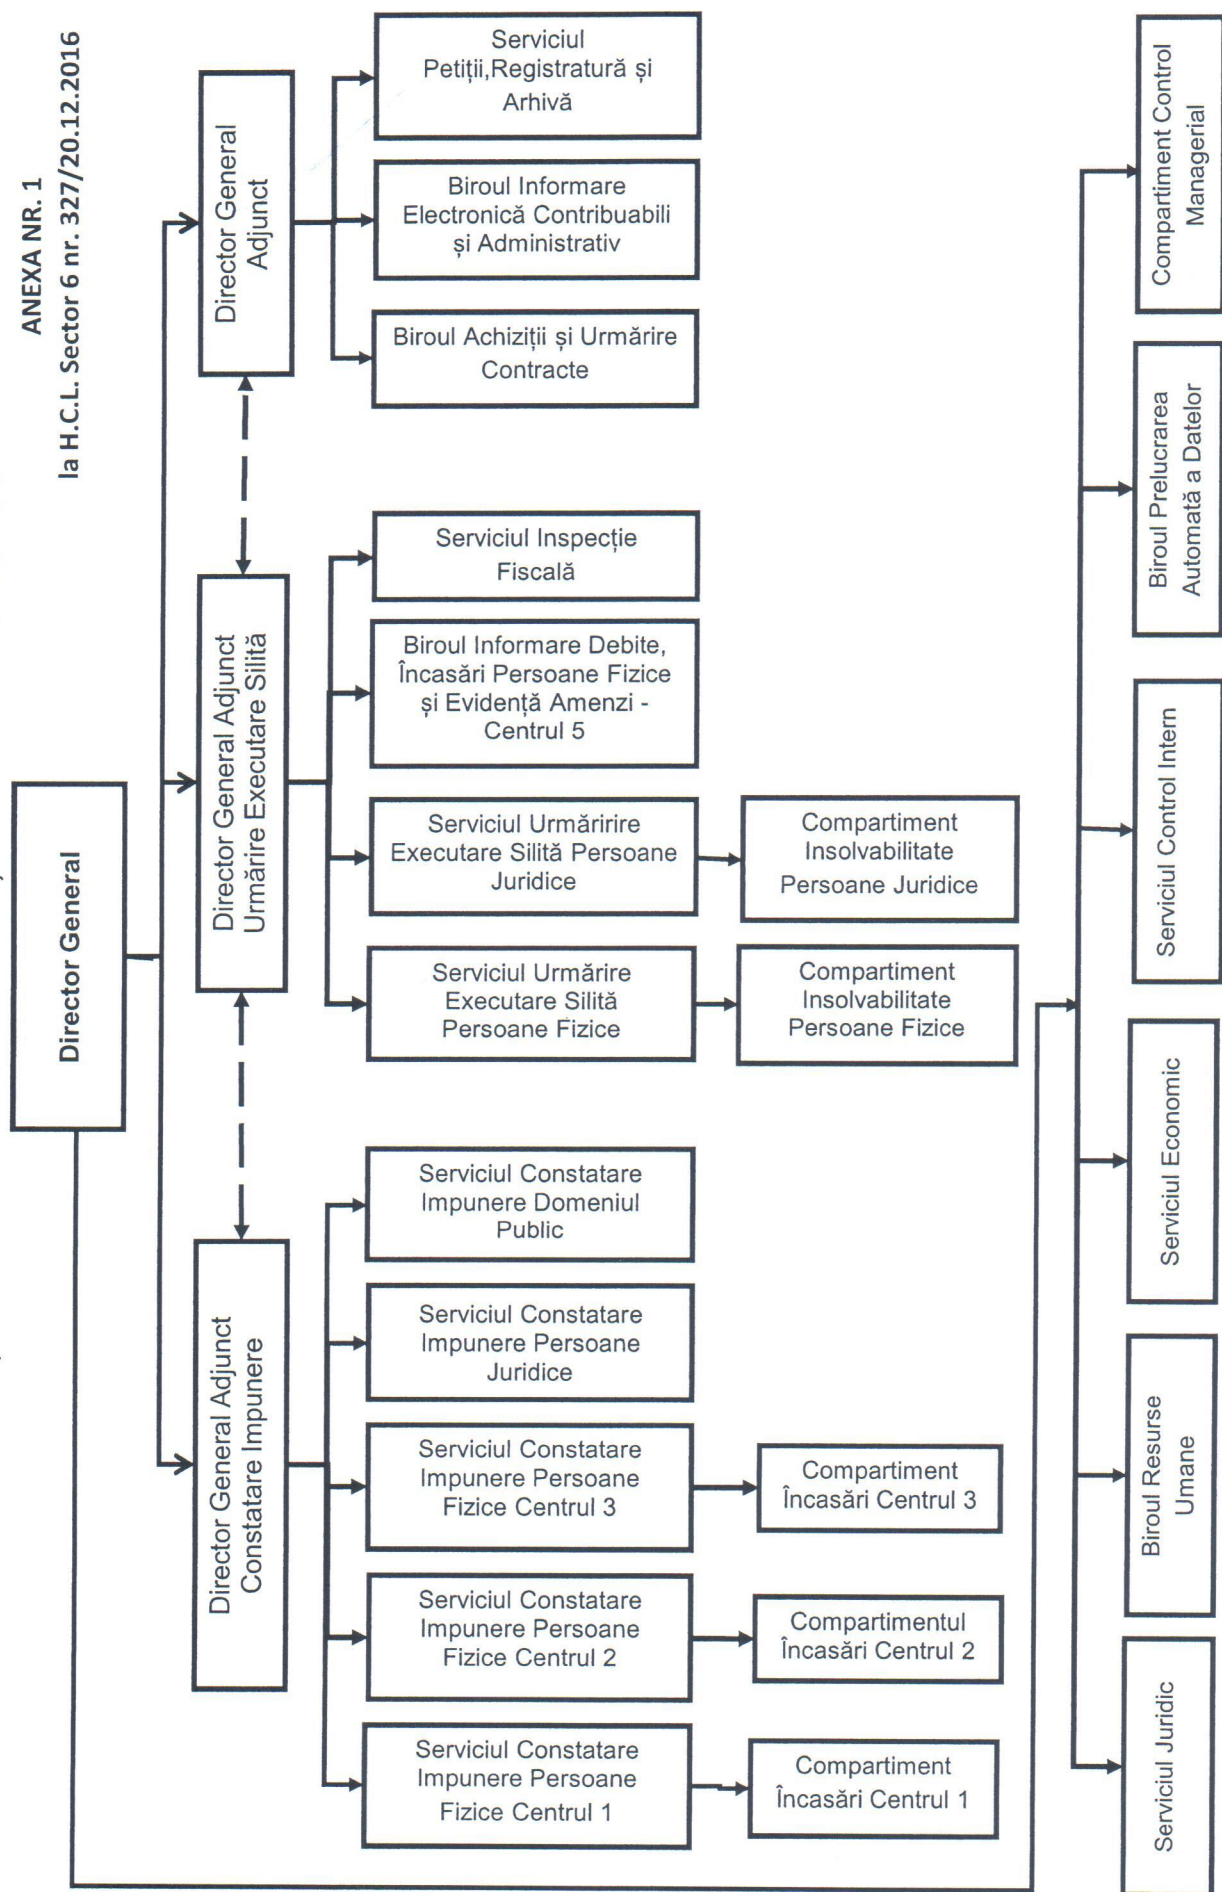 ANEXA NR. 1
la H.C.L. Sector 6 nr. 327/20.12.2016
Director General
Director General Adjunct
Constatare Impunere
Director General Adjunct
Urmărire Executare Silită
Director General
Adjunct
Serviciul Constatare
Impunere Persoane
Fizice Centrul 1
Serviciul Constatare
Impunere Persoane
Fizice Centrul 2
Serviciul Constatare
Impunere Persoane
Fizice Centrul 3
Serviciul Constatare
Impunere Persoane
Juridice
Serviciul Constatare
Impunere Domeniul
Public
Compartiment
Încasări Centrul 1
Compartimentul
Încasări Centrul 2
Compartiment
Încasări Centrul 3
Serviciul Urmărire
Executare Silită
Persoane Fizice
Serviciul Urmăririre
Executare Silită Persoane
Juridice
Biroul Informare Debite,
Încasări Persoane Fizice
și Evidență Amenzi -
Centrul 5
Serviciul Inspecție
Fiscală
Compartiment
Insolvabilitate
Persoane Fizice
Compartiment
Insolvabilitate
Persoane Juridice
Biroul Achiziții și Urmărire
Contracte
Biroul Informare
Electronică Contribuabili
și Administrativ
Serviciul
Petiții,Registratură și
Arhivă
Serviciul Juridic
Biroul Resurse
Umane
Serviciul Economic
Serviciul Control Intern
Biroul Prelucrarea
Automată a Datelor
Compartiment Control
Managerial